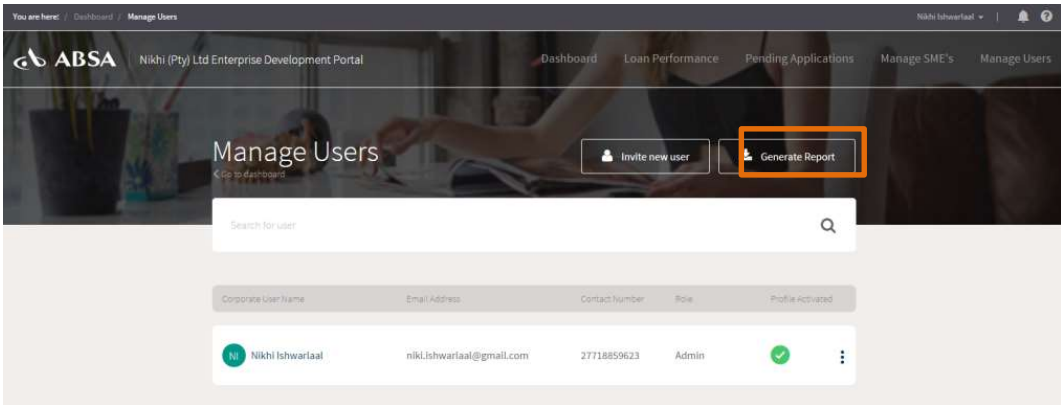 You are here: / Dashboard / Manage Users
Nikhi Ishwarlaal |
ABSA Nikhi (Pty) Ltd Enterprise Development Portal Dashboard Loan Performance Pending Applications Manage SME's Manage Users
Manage Users
Invite new user Generate Report
< Go to dashboard
Search for user
Corporate User Name Email Address Contact Number Role Profile Activated
NI Nikhi Ishwarlaal niki.ishwarlaal@gmail.com 27718859623 Admin